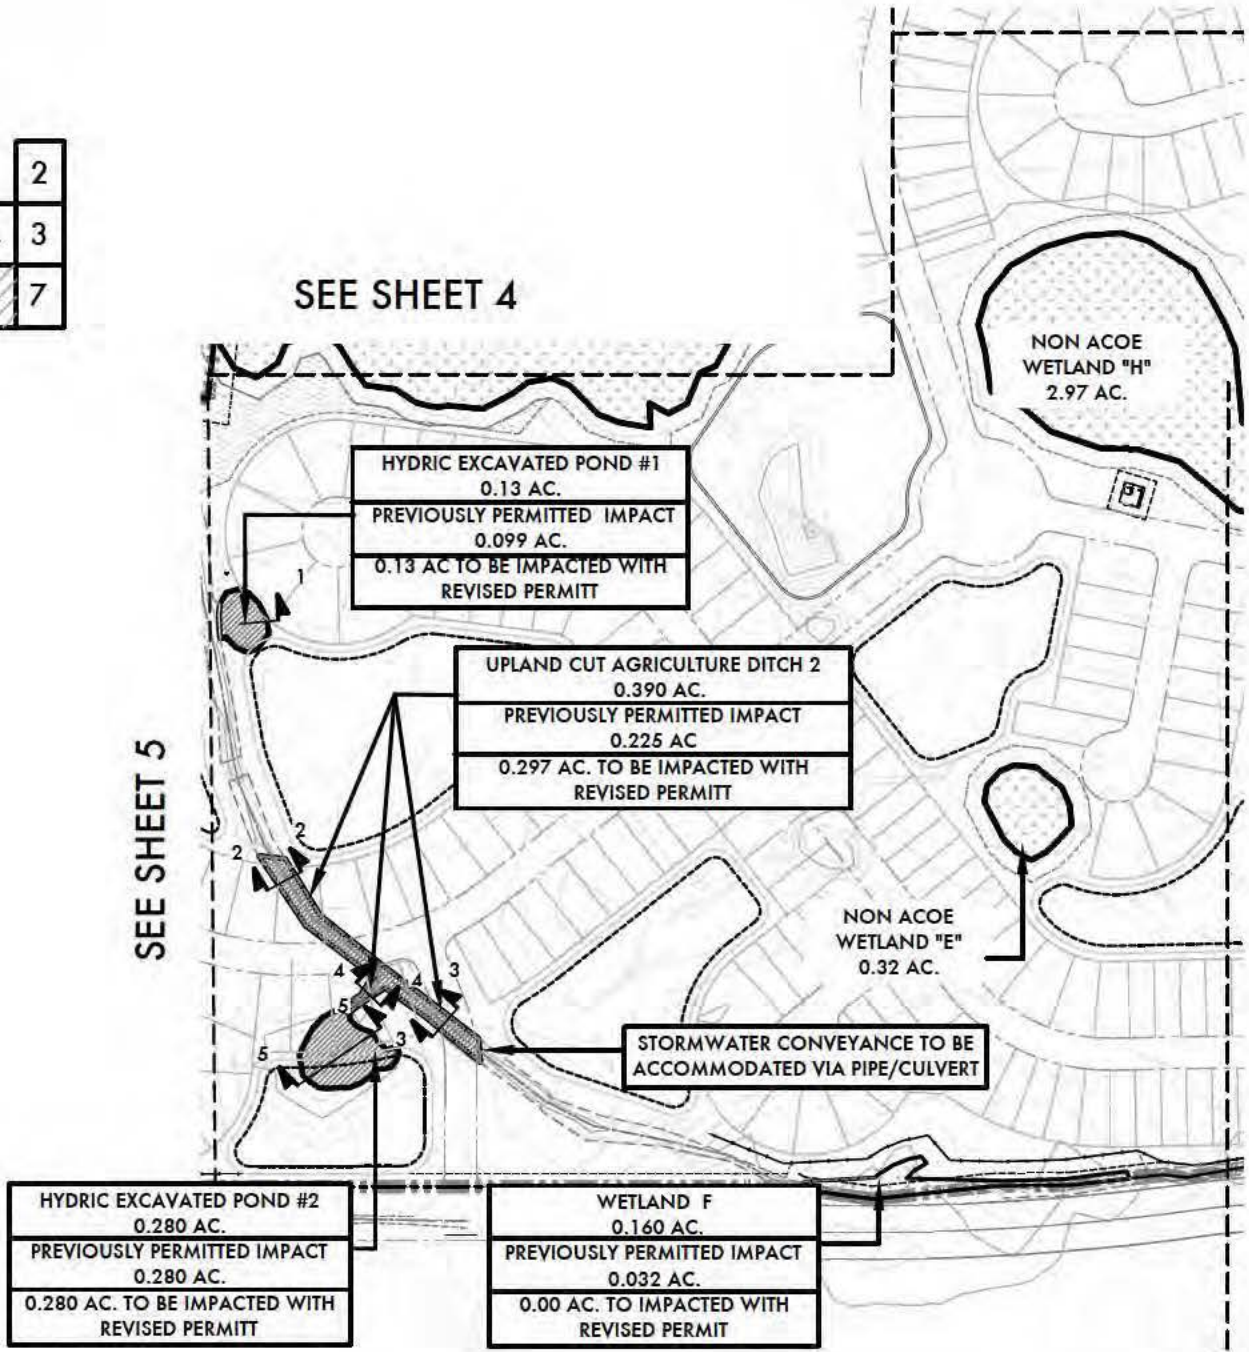 2
3
7
SEE SHEET 4
NON ACOE
WETLAND "H"
2.97 AC.
HYDRIC EXCAVATED POND #1
0.13 AC.
PREVIOUSLY PERMITTED IMPACT
0.099 AC.
0.13 AC TO BE IMPACTED WITH
REVISED PERMITT
1
UPLAND CUT AGRICULTURE DITCH 2
0.390 AC.
PREVIOUSLY PERMITTED IMPACT
0.225 AC
0.297 AC. TO BE IMPACTED WITH
REVISED PERMITT
SEE SHEET 5
2
2
NON ACOE
WETLAND "E"
0.32 AC.
4
4
3
5
3
5
STORMWATER CONVEYANCE TO BE
ACCOMMODATED VIA PIPE/CULVERT
HYDRIC EXCAVATED POND #2
0.280 AC.
PREVIOUSLY PERMITTED IMPACT
0.280 AC.
0.280 AC. TO BE IMPACTED WITH
REVISED PERMITT
WETLAND F
0.160 AC.
PREVIOUSLY PERMITTED IMPACT
0.032 AC.
0.00 AC. TO IMPACTED WITH
REVISED PERMIT